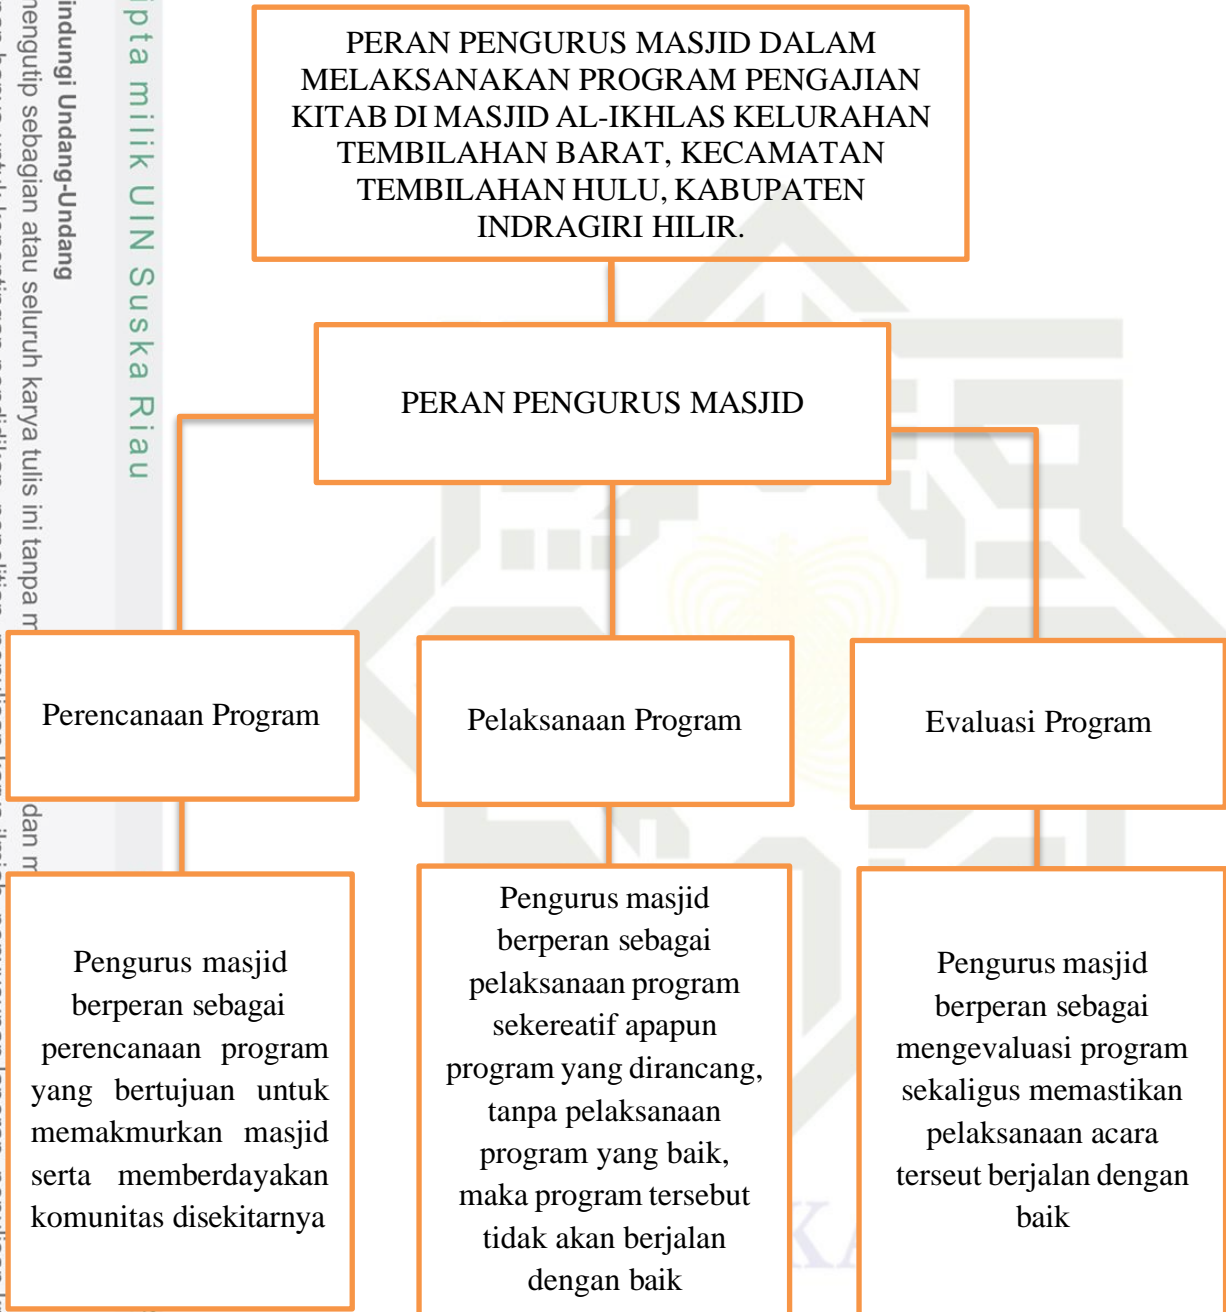 PERAN PENGURUS MASJID DALAM
MELAKSANAKAN PROGRAM PENGAJIAN
KITAB DI MASJID AL-IKHLAS KELURAHAN
TEMBILAHAN BARAT, KECAMATAN
TEMBILAHAN HULU, KABUPATEN
INDRAGIRI HILIR.
PERAN PENGURUS MASJID
Perencanaan Program
Pelaksanaan Program
Evaluasi Program
Pengurus masjid
berperan sebagai
perencanaan program
yang bertujuan untuk
memakmurkan masjid
serta memberdayakan
komunitas disekitarnya
Pengurus masjid
berperan sebagai
pelaksanaan program
sekereatif apapun
program yang dirancang,
tanpa pelaksanaan
program yang baik,
maka program tersebut
tidak akan berjalan
dengan baik
Pengurus masjid
berperan sebagai
mengevaluasi program
sekaligus memastikan
pelaksanaan acara
terseut berjalan dengan
baik
milik UIN Suska Riau
Undang-Undang
mengutip sebagian atau seluruh karya tulis ini tanpa
dan